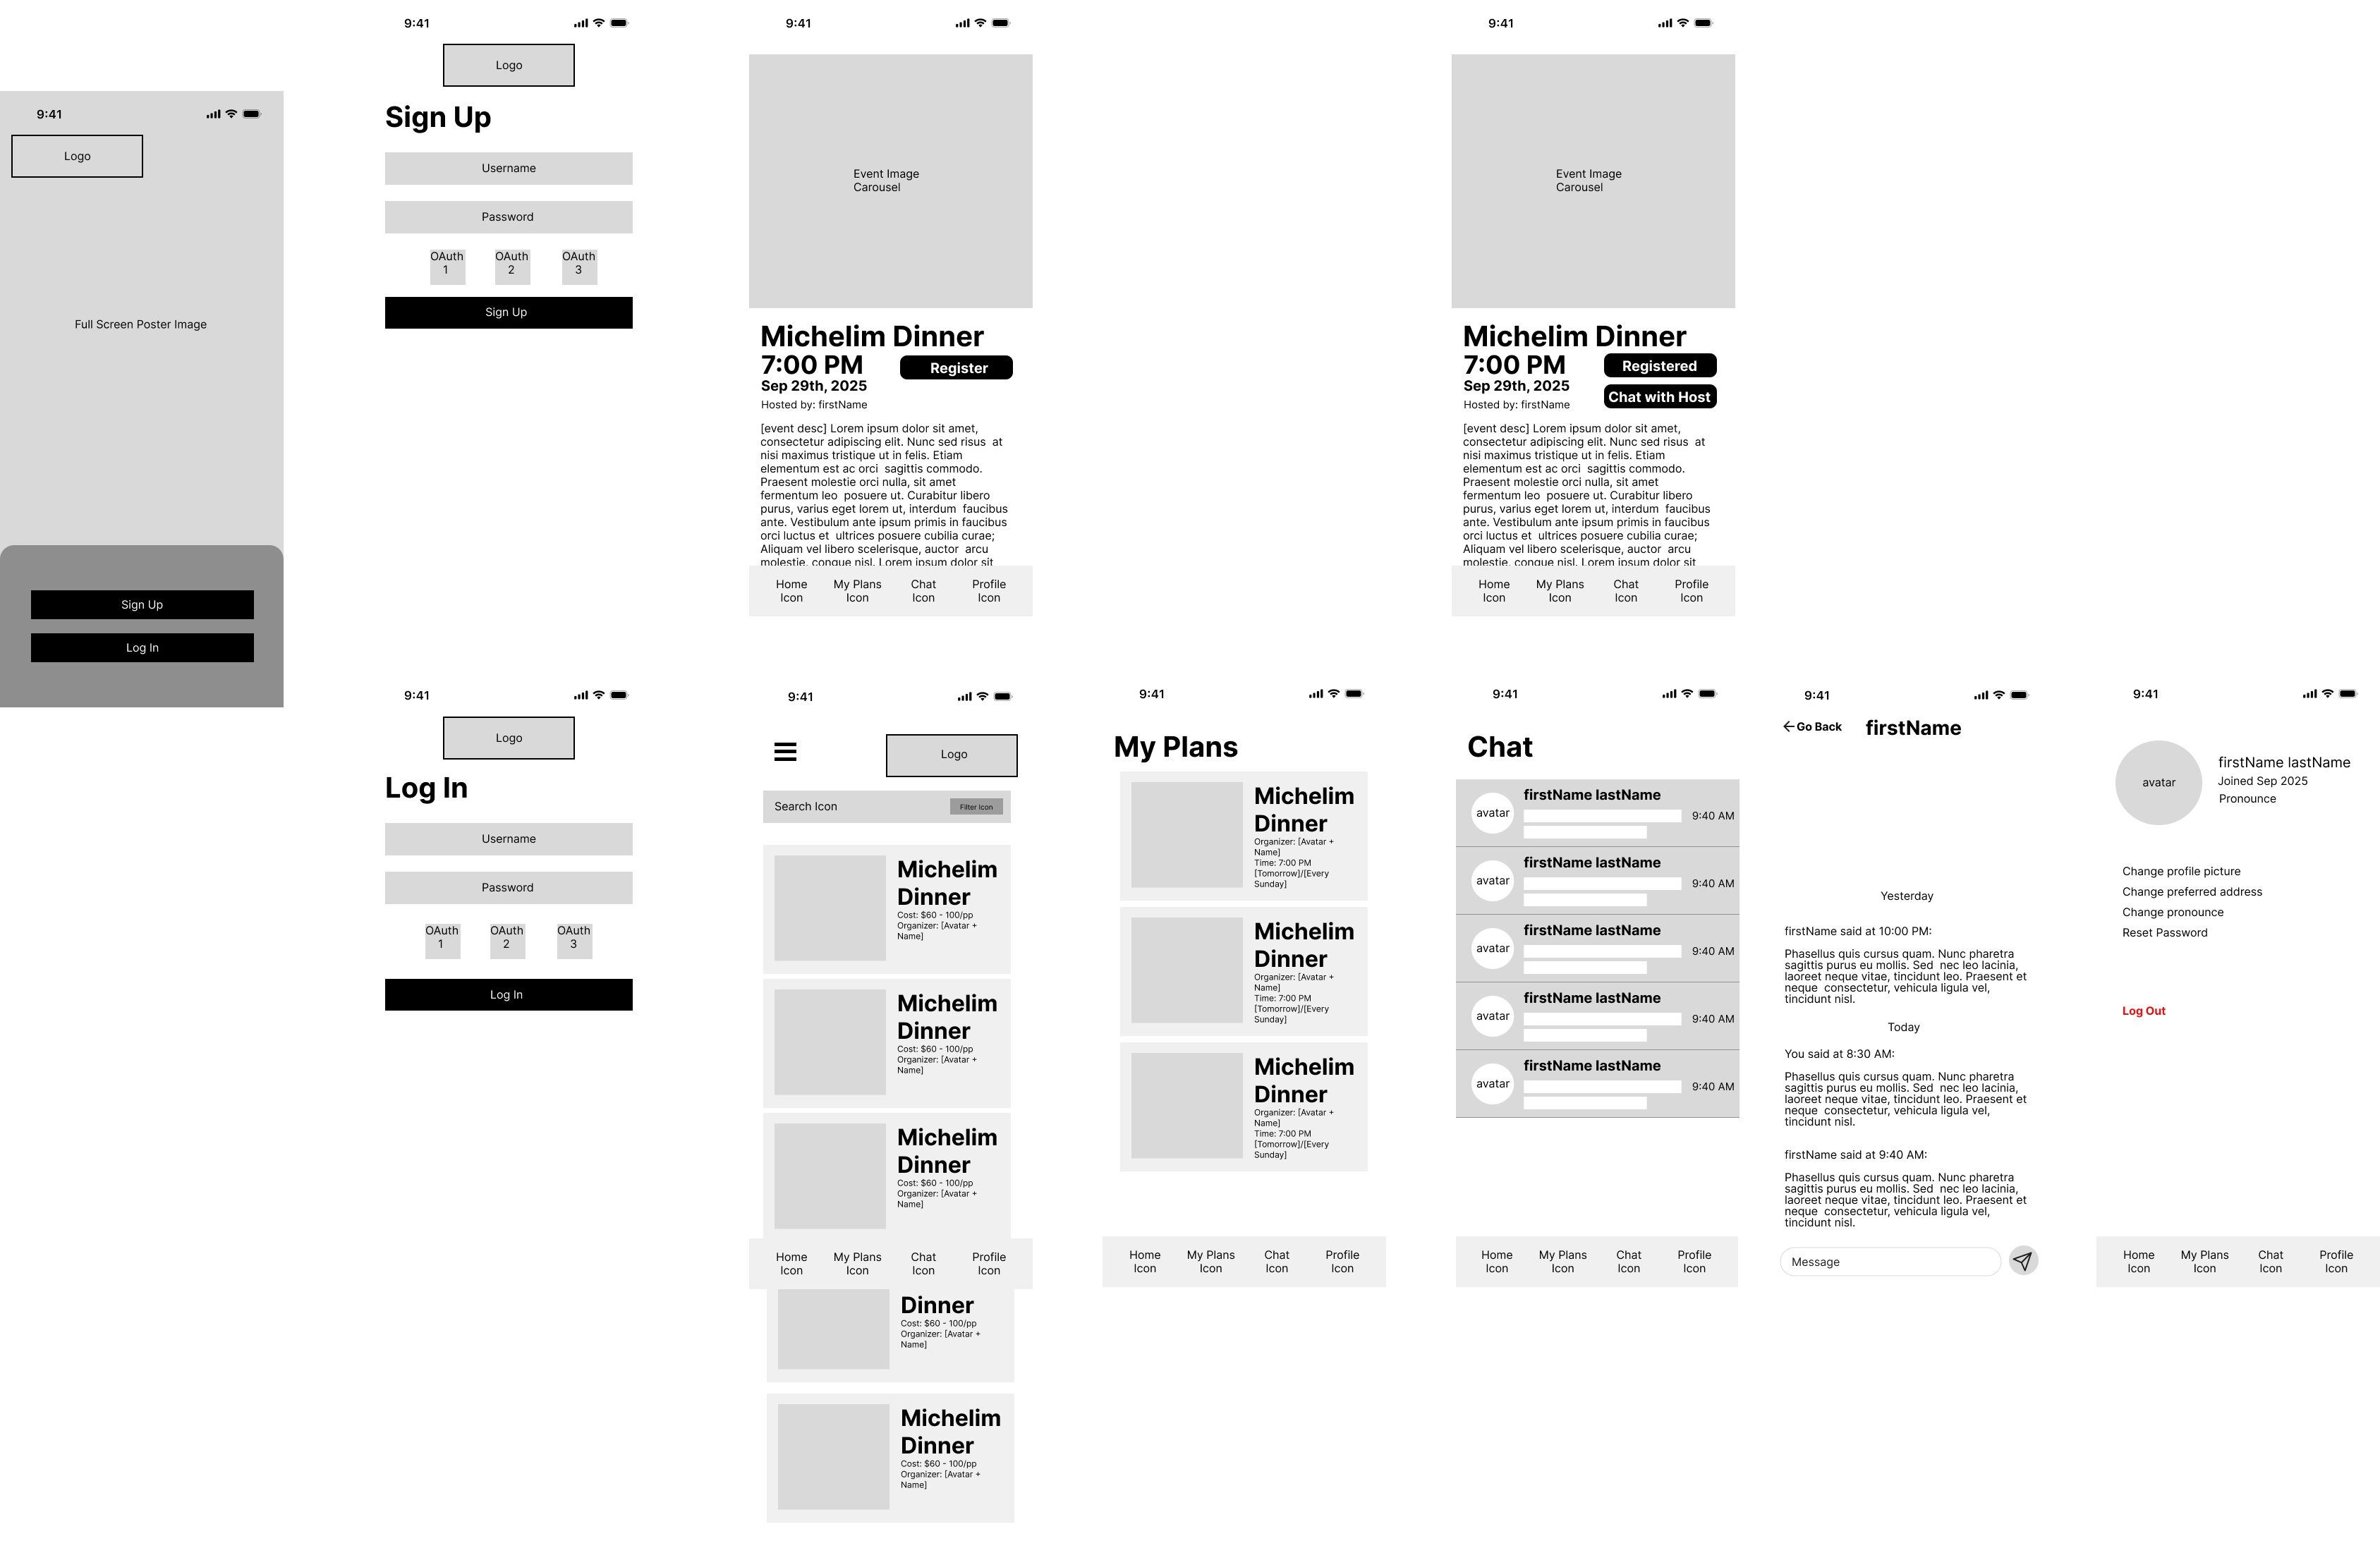 9:41
Logo
Full Screen Poster Image
Sign Up
Log In
9:41
Logo
Sign Up
Username
Password
OAuth
1
OAuth
2
OAuth
3
Sign Up
9:41
Event Image
Carousel
Michelim Dinner
7:00 PM
Register
Sep 29th, 2025
Hosted by: firstName
[event desc] Lorem ipsum dolor sit amet,
consectetur adipiscing elit. Nunc sed risus  at
nisi maximus tristique ut in felis. Etiam
elementum est ac orci  sagittis commodo.
Praesent molestie orci nulla, sit amet
fermentum leo  posuere ut. Curabitur libero
purus, varius eget lorem ut, interdum  faucibus
ante. Vestibulum ante ipsum primis in faucibus
orci luctus et  ultrices posuere cubilia curae;
Aliquam vel libero scelerisque, auctor  arcu
molestie, congue nisl. Lorem ipsum dolor sit
Home
Icon
My Plans
Icon
Chat
Icon
Profile
Icon
9:41
Event Image
Carousel
Michelim Dinner
7:00 PM
Registered
Sep 29th, 2025
Chat with Host
Hosted by: firstName
[event desc] Lorem ipsum dolor sit amet,
consectetur adipiscing elit. Nunc sed risus  at
nisi maximus tristique ut in felis. Etiam
elementum est ac orci  sagittis commodo.
Praesent molestie orci nulla, sit amet
fermentum leo  posuere ut. Curabitur libero
purus, varius eget lorem ut, interdum  faucibus
ante. Vestibulum ante ipsum primis in faucibus
orci luctus et  ultrices posuere cubilia curae;
Aliquam vel libero scelerisque, auctor  arcu
molestie, congue nisl. Lorem ipsum dolor sit
Home
Icon
My Plans
Icon
Chat
Icon
Profile
Icon
9:41
Logo
Log In
Username
Password
OAuth
1
OAuth
2
OAuth
3
Log In
9:41
Logo
Search Icon
Filter Icon
Michelim
Dinner
Cost: $60 - 100/pp
Organizer: [Avatar +
Name]
Michelim
Dinner
Cost: $60 - 100/pp
Organizer: [Avatar +
Name]
Michelim
Dinner
Cost: $60 - 100/pp
Organizer: [Avatar +
Name]
Home
Icon
My Plans
Icon
Chat
Icon
Profile
Icon
Dinner
Cost: $60 - 100/pp
Organizer: [Avatar +
Name]
Michelim
Dinner
Cost: $60 - 100/pp
Organizer: [Avatar +
Name]
9:41
My Plans
Michelim
Dinner
Organizer: [Avatar +
Name]
Time: 7:00 PM
[Tomorrow]/[Every
Sunday]
Michelim
Dinner
Organizer: [Avatar +
Name]
Time: 7:00 PM
[Tomorrow]/[Every
Sunday]
Michelim
Dinner
Organizer: [Avatar +
Name]
Time: 7:00 PM
[Tomorrow]/[Every
Sunday]
Home
Icon
My Plans
Icon
Chat
Icon
Profile
Icon
9:41
Chat
avatar
firstName lastName
9:40 AM
avatar
firstName lastName
9:40 AM
avatar
firstName lastName
9:40 AM
avatar
firstName lastName
9:40 AM
avatar
firstName lastName
9:40 AM
Home
Icon
My Plans
Icon
Chat
Icon
Profile
Icon
9:41
Go Back
firstName
Yesterday
firstName said at 10:00 PM:
Phasellus quis cursus quam. Nunc pharetra
sagittis purus eu mollis. Sed  nec leo lacinia,
laoreet neque vitae, tincidunt leo. Praesent et
neque  consectetur, vehicula ligula vel,
tincidunt nisl.
Today
You said at 8:30 AM:
Phasellus quis cursus quam. Nunc pharetra
sagittis purus eu mollis. Sed  nec leo lacinia,
laoreet neque vitae, tincidunt leo. Praesent et
neque  consectetur, vehicula ligula vel,
tincidunt nisl.
firstName said at 9:40 AM:
Phasellus quis cursus quam. Nunc pharetra
sagittis purus eu mollis. Sed  nec leo lacinia,
laoreet neque vitae, tincidunt leo. Praesent et
neque  consectetur, vehicula ligula vel,
tincidunt nisl.
Message
9:41
avatar
firstName lastName
Joined Sep 2025
Pronounce
Change profile picture
Change preferred address
Change pronounce
Reset Password
Log Out
Home
Icon
My Plans
Icon
Chat
Icon
Profile
Icon